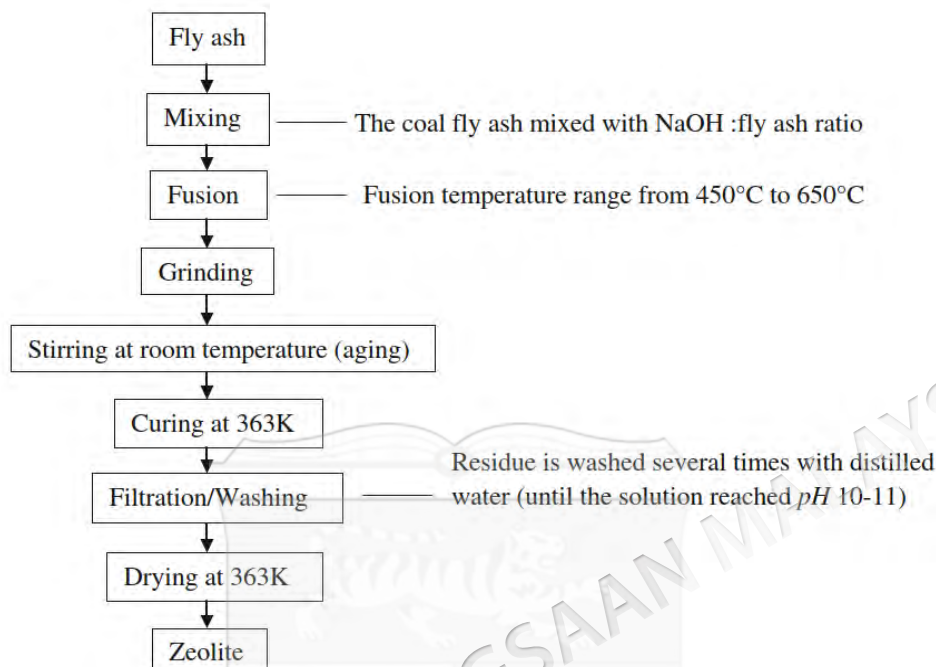 Fly ash
Mixing
The coal fly ash mixed with NaOH :fly ash ratio
Fusion
Fusion temperature range from 450°C to 650°C
Grinding
Stirring at room temperature (aging)
Curing at 363K
Filtration/Washing
Residue is washed several times with distilled
water (until the solution reached pH 10-11)
Drying at 363K
Zeolite